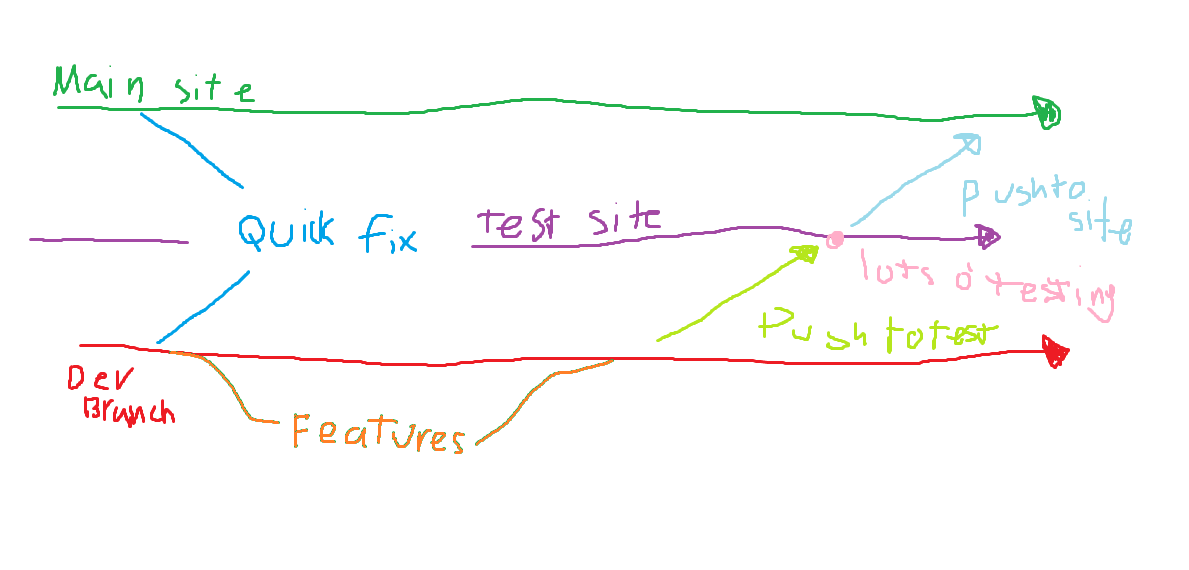 Main site
Quick fix
Test site
Push to
site
lots o' testing
Push to test
Dev
Branch
Features